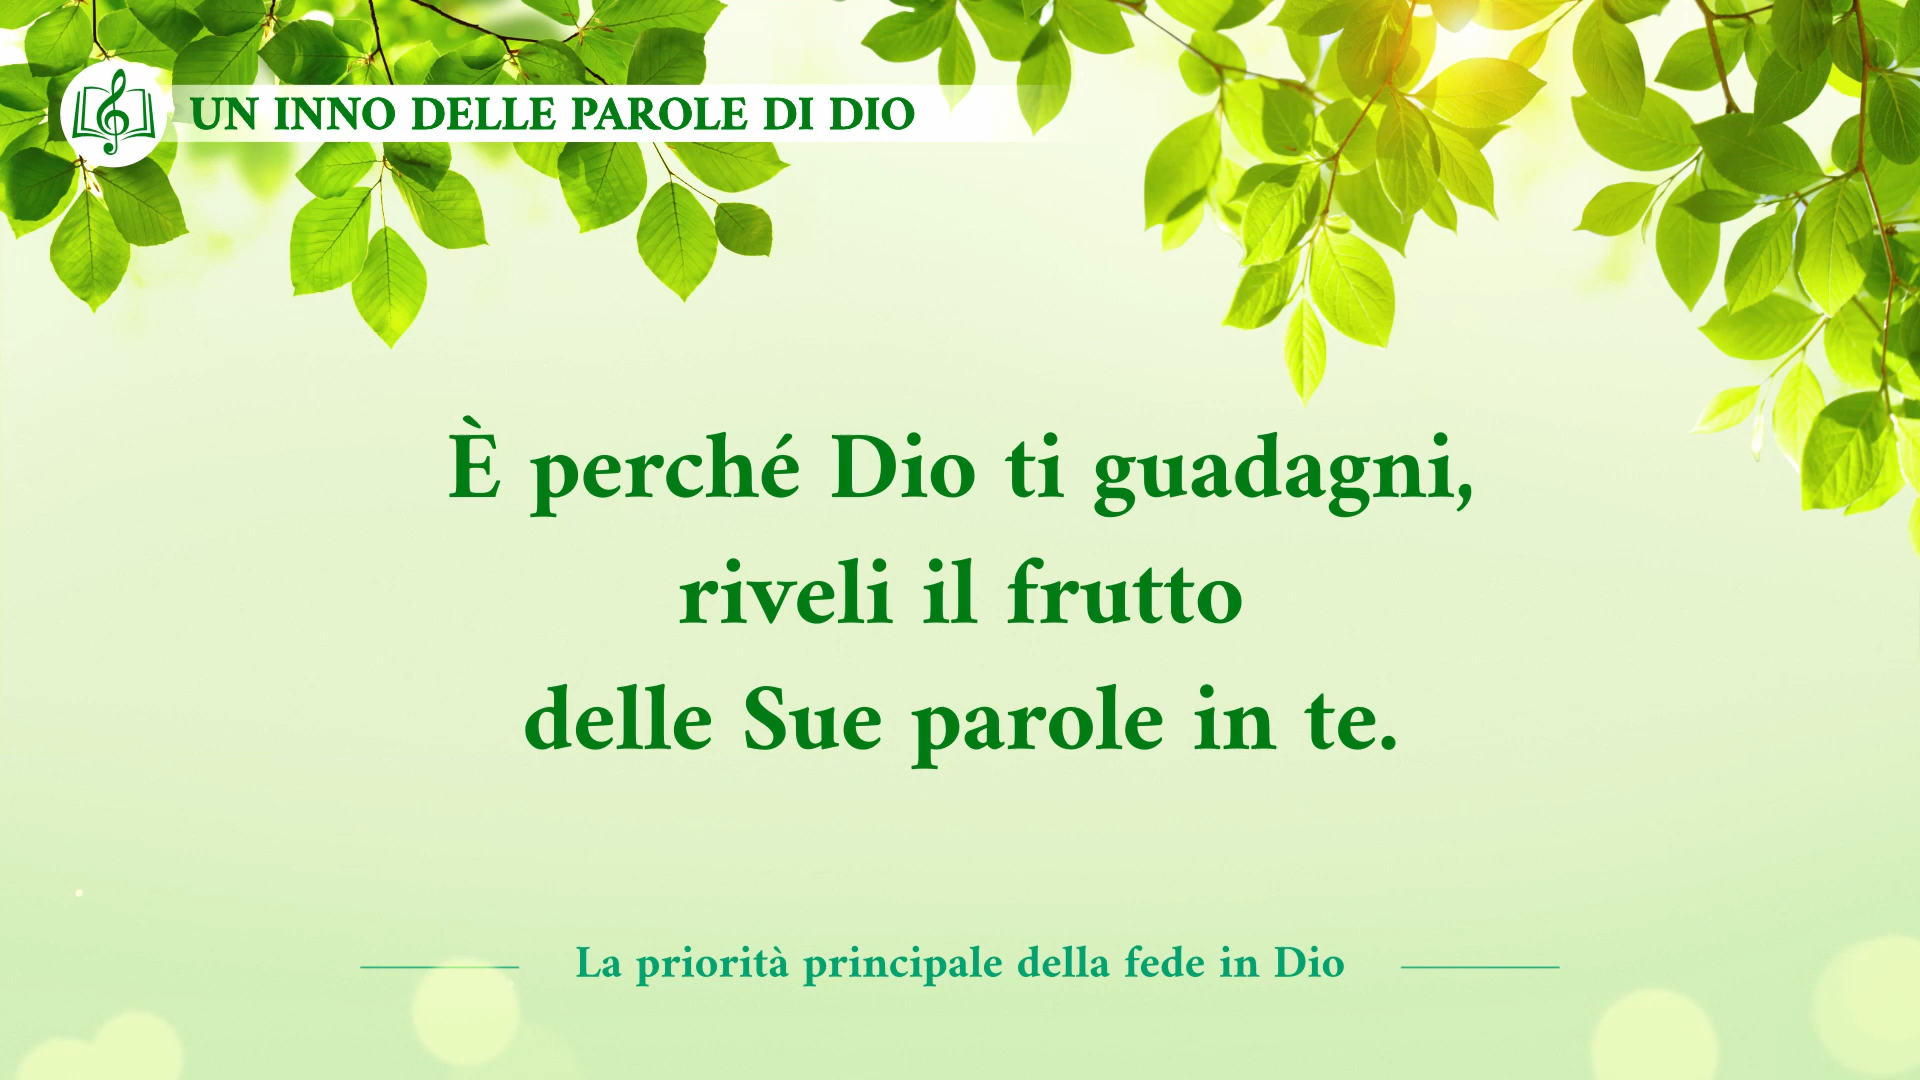 UN INNO DELLE PAROLE DI DIO
È perché Dio ti guadagni,
riveli il frutto
delle Sue parole in te.
La priorità principale della fede in Dio